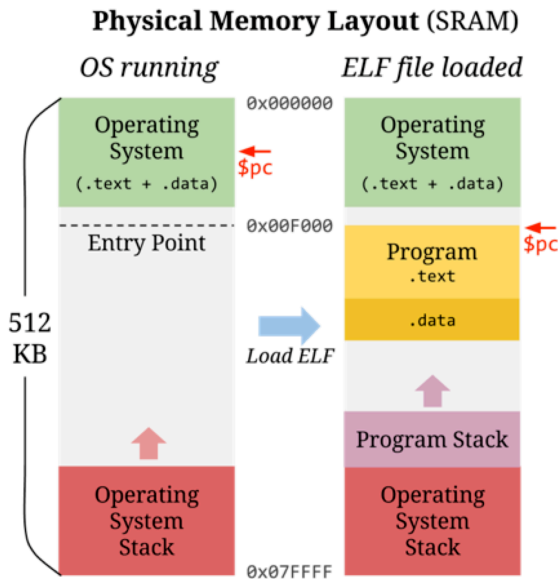 Physical Memory Layout (SRAM)
OS running
ELF file loaded
0x000000
Operating
System
(.text + .data)
$pc
Operating
System
(.text + .data)
0x00F000
Entry Point
Program
.text
$pc
.data
512
KB
Load ELF
Program Stack
Operating
System
Stack
Operating
System
Stack
0x07FFFF